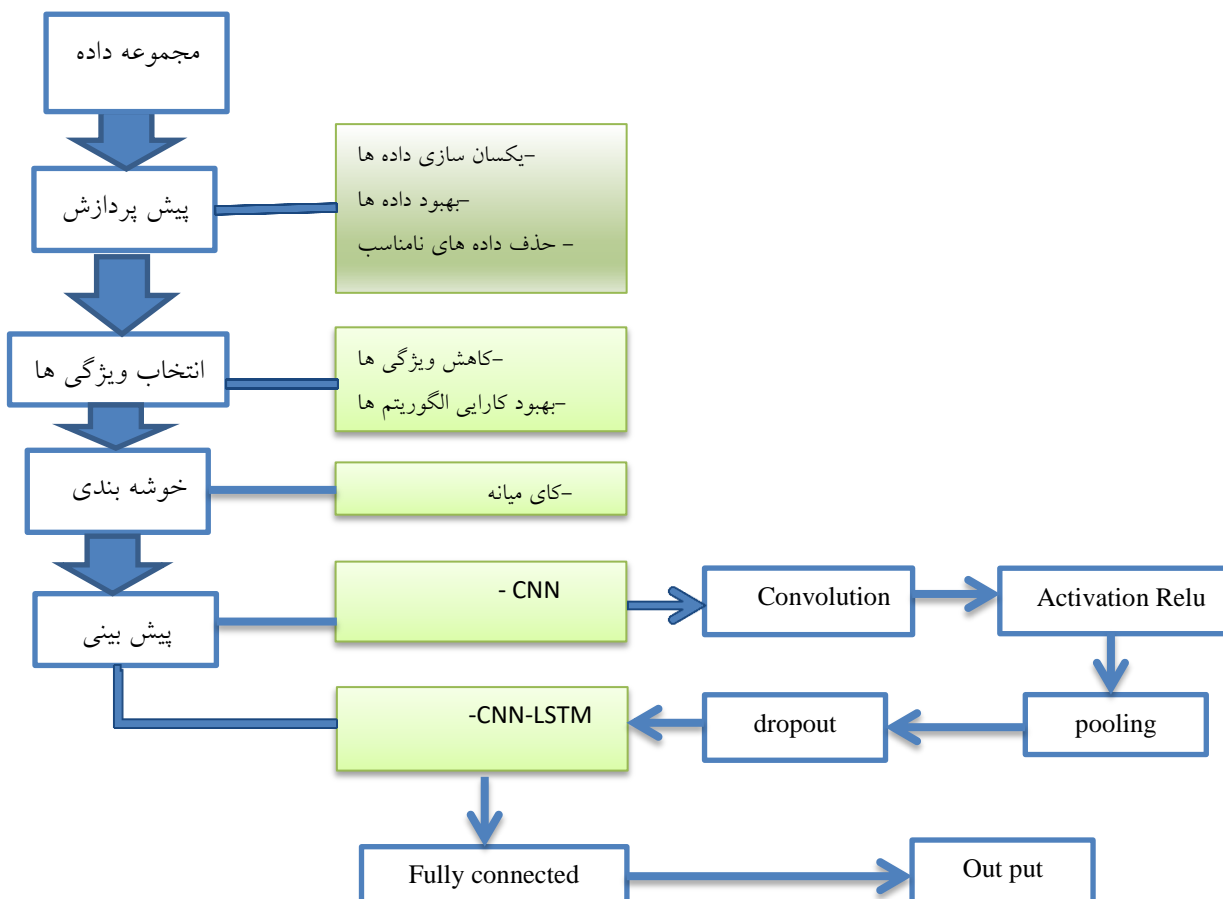 مجموعه داده
پیش پردازش
–یکسان سازی داده ها
–بهبود داده ها
– حذف داده های نامناسب
انتخاب ویژگی ها
–کاهش ویژگی ها
–بهبود کارایی الگوریتم ها
خوشه بندی
–کای میانه
پیش بینی
- CNN
Convolution
Activation Relu
-CNN-LSTM
dropout
pooling
Fully connected
Out put